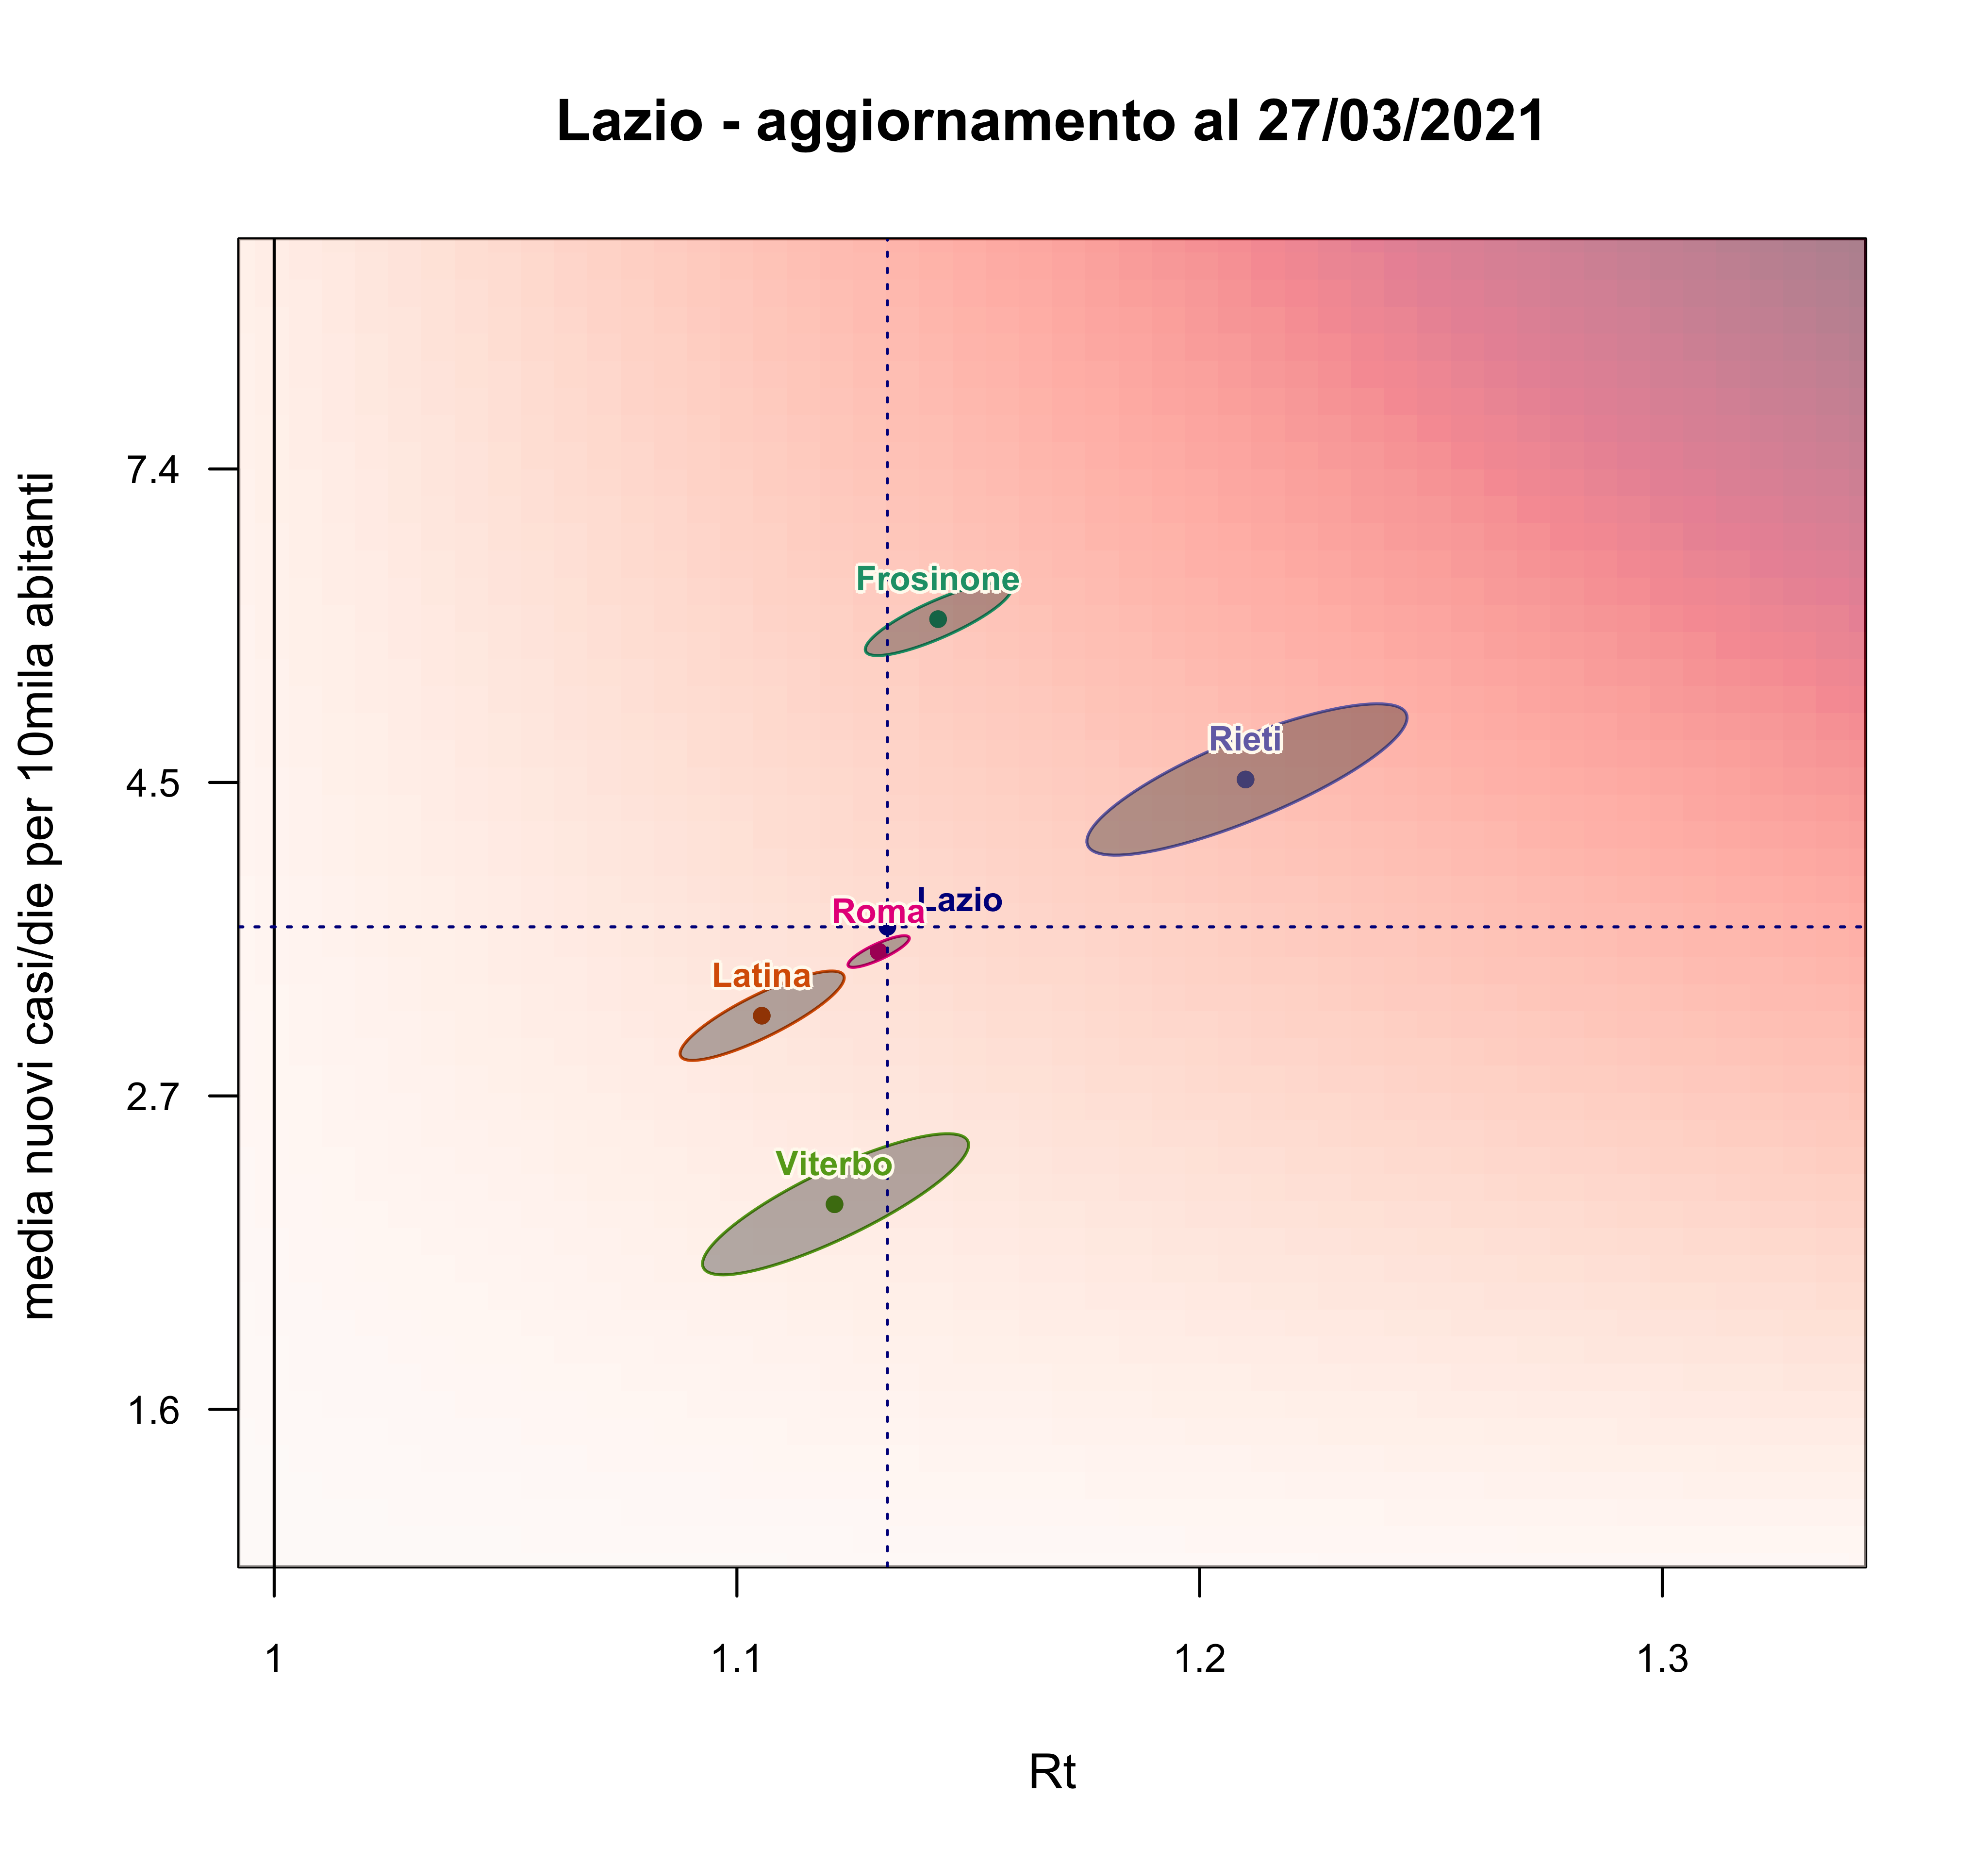 Lazio - aggiornamento al 27/03/2021
media nuovi casi/die per 10mila abitanti
7.4
4.5
2.7
1.6
Frosinone
Rieti
Lazio
Roma
Latina
Viterbo
1
1.1
1.2
1.3
Rt